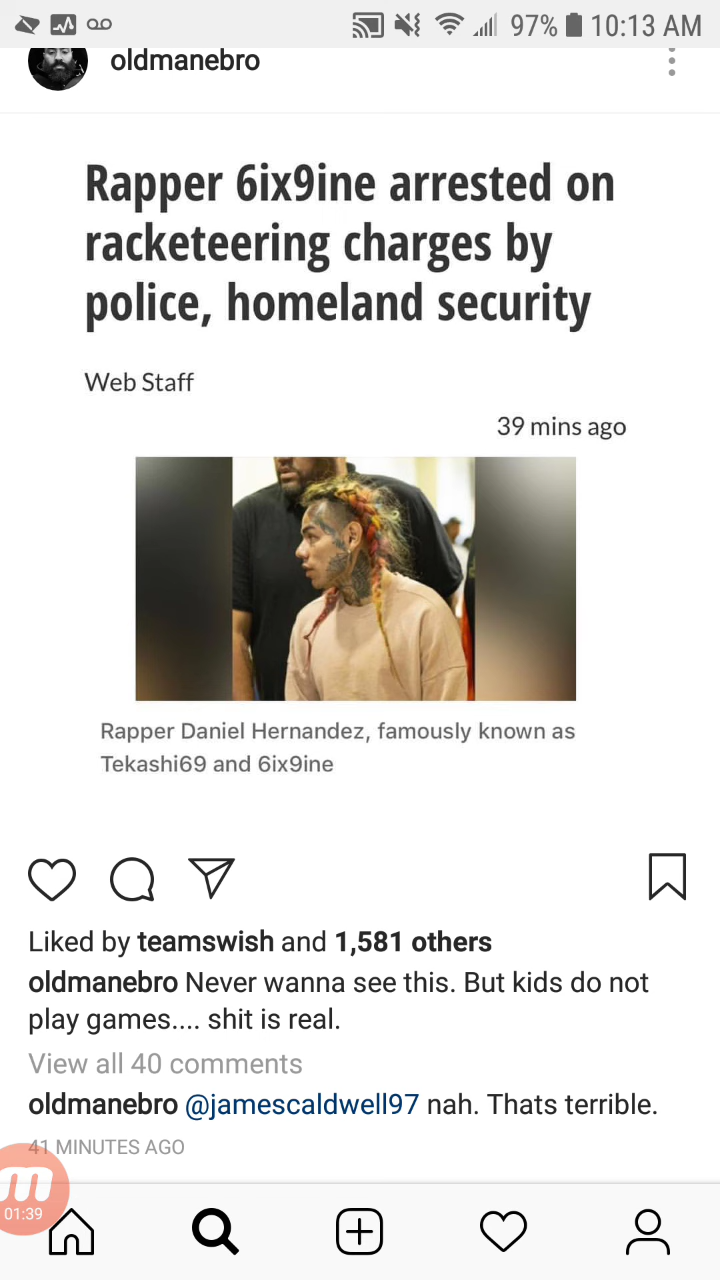 97% 10:13 AM
oldmanebro
Rapper 6ix9ine arrested on
racketeering charges by
police, homeland security
Web Staff
39 mins ago
Rapper Daniel Hernandez, famously known as
Tekashi69 and 6ix9ine
Liked by teamswish and 1,581 others
oldmanebro Never wanna see this. But kids do not
play games.... shit is real.
View all 40 comments
oldmanebro @jamescaldwell97 nah. Thats terrible.
41 MINUTES AGO
01:39